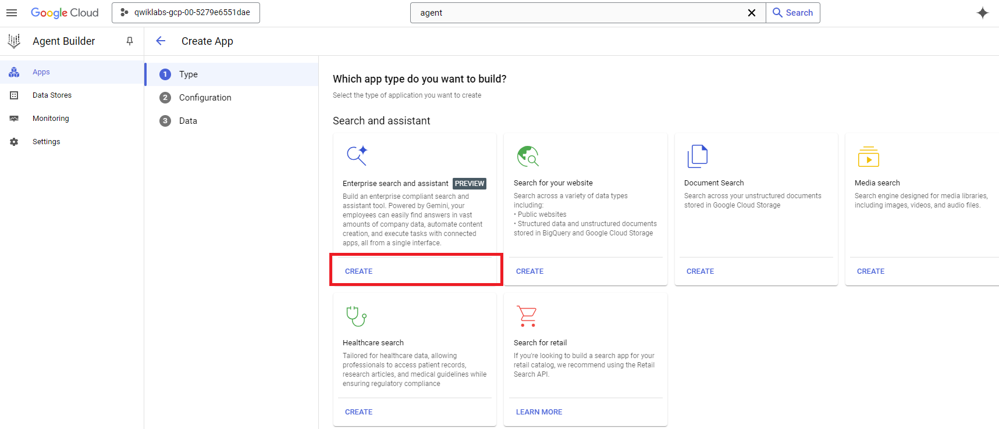 Google Cloud
qwiklabs-gcp-00-5279e6551dae
agent
Search
Agent Builder
Create App
Apps
Data Stores
Monitoring
Settings
1 Type
2 Configuration
3 Data
Which app type do you want to build?
Select the type of application you want to create
Search and assistant
Enterprise search and assistant PREVIEW
Build an enterprise compliant search and
assistant tool. Powered by Gemini, your
employees can easily find answers in vast
amounts of company data, automate content
creation, and execute tasks with connected
apps, all from a single interface.
CREATE
Search for your website
Search across a variety of data types
including:
• Public websites
• Structured data and unstructured documents
stored in BigQuery and Google Cloud Storage
CREATE
Document Search
Search across your unstructured documents
stored in Google Cloud Storage
CREATE
Media search
Search engine designed for media libraries,
including images, videos, and audio files.
CREATE
Healthcare search
Tailored for healthcare data, allowing
professionals to access patient records,
research articles, and medical guidelines while
ensuring regulatory compliance
CREATE
Search for retail
If you're looking to build a search app for your
retail catalog, we recommend using the Retail
Search API.
LEARN MORE